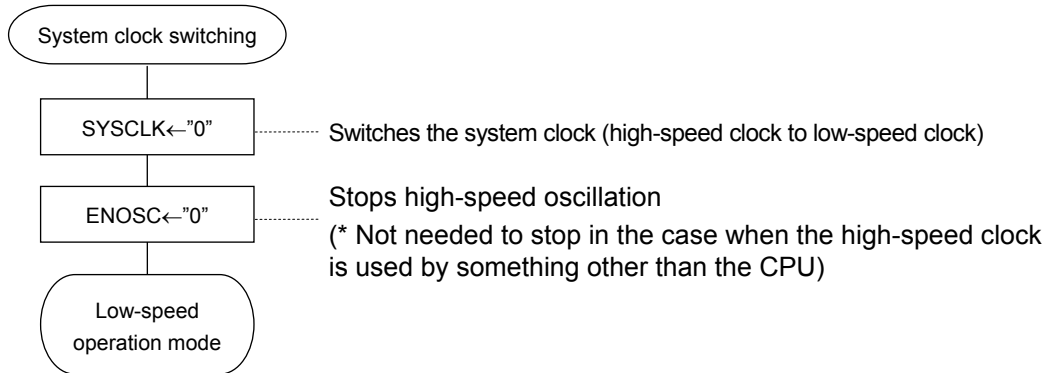 System clock switching
SYSCLK←”0”
Switches the system clock (high-speed clock to low-speed clock)
ENOSC←”0”
Stops high-speed oscillation
(* Not needed to stop in the case when the high-speed clock
is used by something other than the CPU)
Low-speed
operation mode